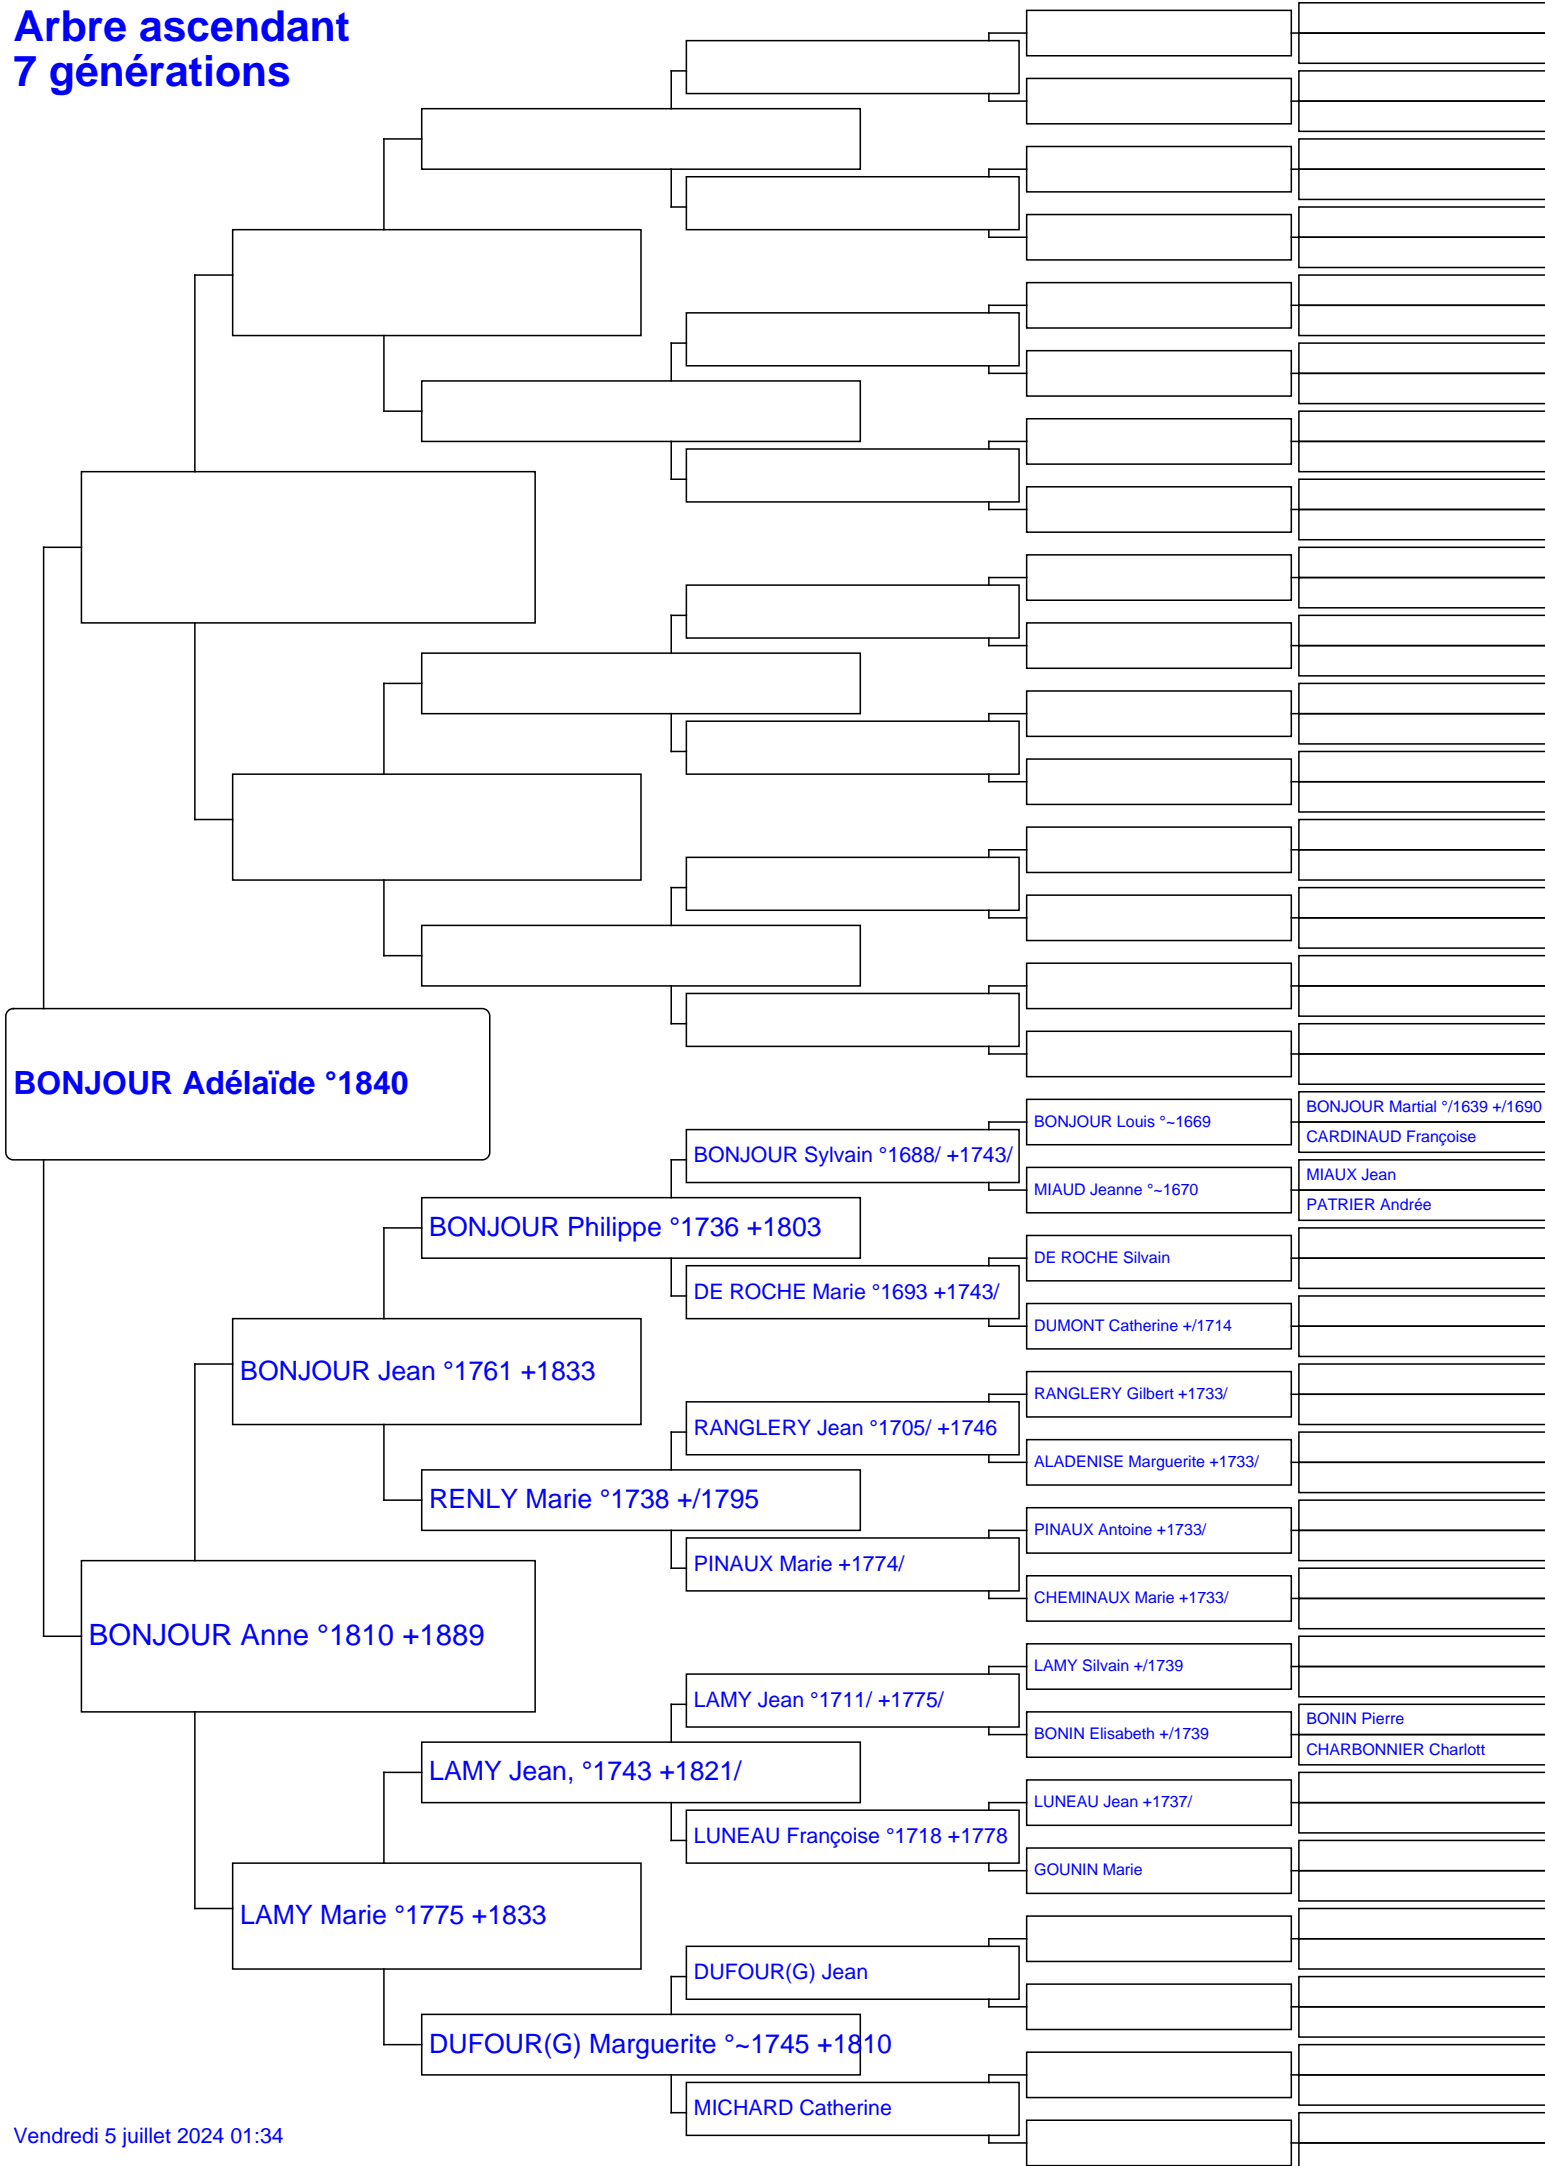 Arbre ascendant
7 générations
BONJOUR Adélaïde °1840
BONJOUR Anne °1810 +1889
BONJOUR Jean °1761 +1833
LAMY Marie °1775 +1833
BONJOUR Philippe °1736 +1803
RENLY Marie °1738 +/1795
LAMY Jean, °1743 +1821/
DUFOUR(G) Marguerite °~1745 +1810
BONJOUR Sylvain °1688/ +1743/
DE ROCHE Marie °1693 +1743/
RANGLERY Jean °1705/ +1746
PINAUX Marie +1774/
LAMY Jean °1711/ +1775/
LUNEAU Françoise °1718 +1778
DUFOUR(G) Jean
MICHARD Catherine
BONJOUR Louis °~1669
MIAUD Jeanne °~1670
DE ROCHE Silvain
DUMONT Catherine +/1714
RANGLERY Gilbert +1733/
ALADENISE Marguerite +1733/
PINAUX Antoine +1733/
CHEMINAUX Marie +1733/
LAMY Silvain +/1739
BONIN Elisabeth +/1739
LUNEAU Jean +1737/
GOUNIN Marie
BONJOUR Martial °/1639 +/1690
CARDINAUD Françoise
MIAUX Jean
PATRIER Andrée
BONIN Pierre
CHARBONNIER Charlott
Vendredi 5 juillet 2024 01:34